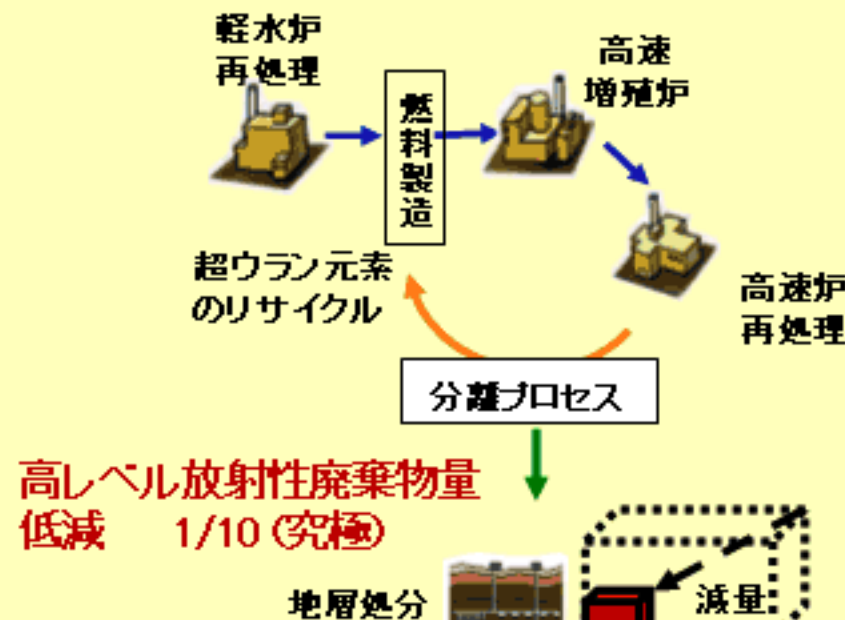 軽水炉
再処理
燃料製造
高速
増殖炉
高速炉
再処理
超ウラン元素
のリサイクル
分離プロセス
高レベル放射性廃棄物量
低減 1/10(究極)
地層処分
減量